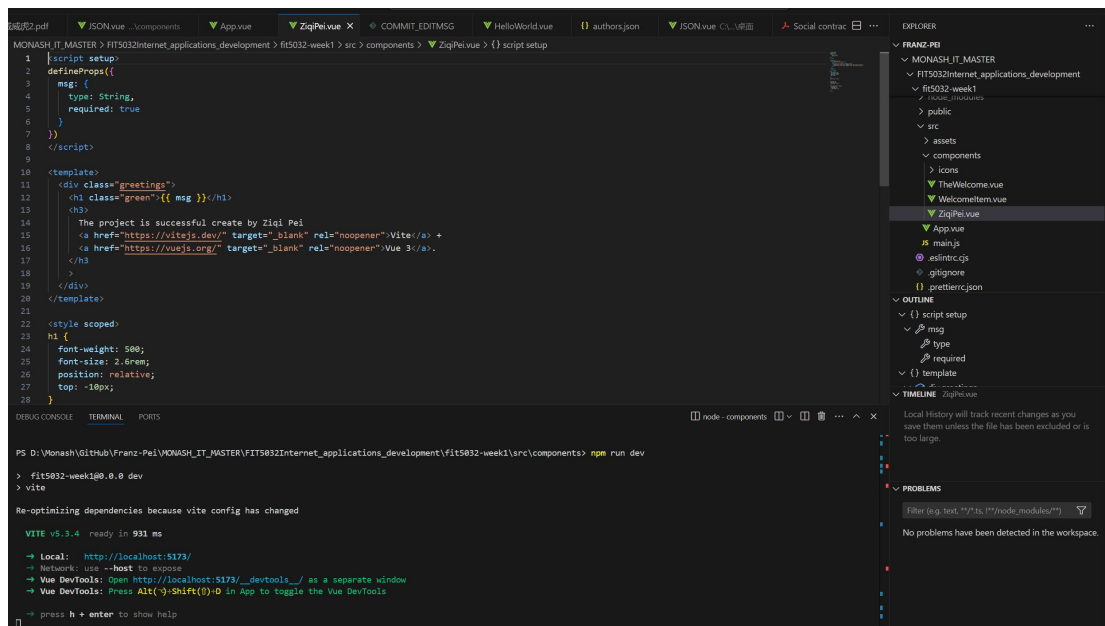 戚虎2.pdf
JSON.vue ...\components
App.vue
ZiqiPei.vue
COMMIT_EDITMSG
HelloWorld.vue
{} authors.json
JSON.vue C:\...\桌面
Social contrac
MONASH_IT_MASTER > FIT5032Internet_applications_development > fit5032-week1 > src > components > ZiqiPei.vue > {} script setup
1 <script setup>
2 defineProps({
3 msg: {
4 type: String,
5 required: true
6 }
7 })
8 </script>
9
10 <template>
11 <div class="greetings">
12 <h1 class="green">{{ msg }}</h1>
13 <h3>
14 The project is successful create by Ziqi Pei
15 <a href="https://vitejs.dev/" target="_blank" rel="noopener">Vite</a> +
16 <a href="https://vuejs.org/" target="_blank" rel="noopener">Vue 3</a>.
17 </h3
18 >
19 </div>
20 </template>
21
22 <style scoped>
23 h1 {
24 font-weight: 500;
25 font-size: 2.6rem;
26 position: relative;
27 top: -10px;
28 }
DEBUG CONSOLE TERMINAL PORTS
node - components
PS D:\Monash\GitHub\Franz-Pei\MONASH_IT_MASTER\FIT5032Internet_applications_development\fit5032-week1\src\components> npm run dev
> fit5032-week1@0.0.0 dev
> vite
Re-optimizing dependencies because vite config has changed
VITE v5.3.4 ready in 931 ms
→ Local: http://localhost:5173/
→ Network: use --host to expose
→ Vue DevTools: Open http://localhost:5173/__devtools__/ as a separate window
→ Vue DevTools: Press Alt(⌥)+Shift(⇧)+D in App to toggle the Vue DevTools
→ press h + enter to show help
EXPLORER
FRANZ-PEI
MONASH_IT_MASTER
FIT5032Internet_applications_development
fit5032-week1
node_modules
public
src
assets
components
icons
TheWelcome.vue
WelcomeItem.vue
ZiqiPei.vue
App.vue
JS main.js
.eslintrc.cjs
.gitignore
{} .prettierrc.json
OUTLINE
{} script setup
msg
type
required
{} template
div.greetings
TIMELINE ZiqiPei.vue
Local History will track recent changes as you
save them unless the file has been excluded or is
too large.
PROBLEMS
Filter (e.g. text, **/*.ts, !**/node_modules/**)
No problems have been detected in the workspace.